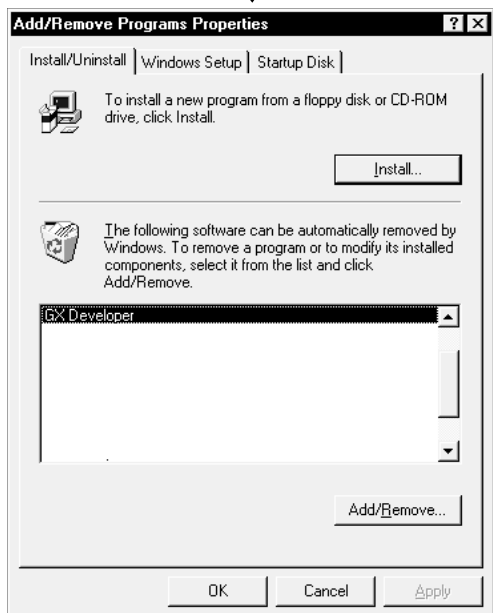 Add/Remove Programs Properties
Install/Uninstall Windows Setup Startup Disk
To install a new program from a floppy disk or CD-ROM
drive, click Install.
Install...
The following software can be automatically removed by
Windows. To remove a program or to modify its installed
components, select it from the list and click
Add/Remove.
GX Developer
Add/Remove...
OK Cancel Apply